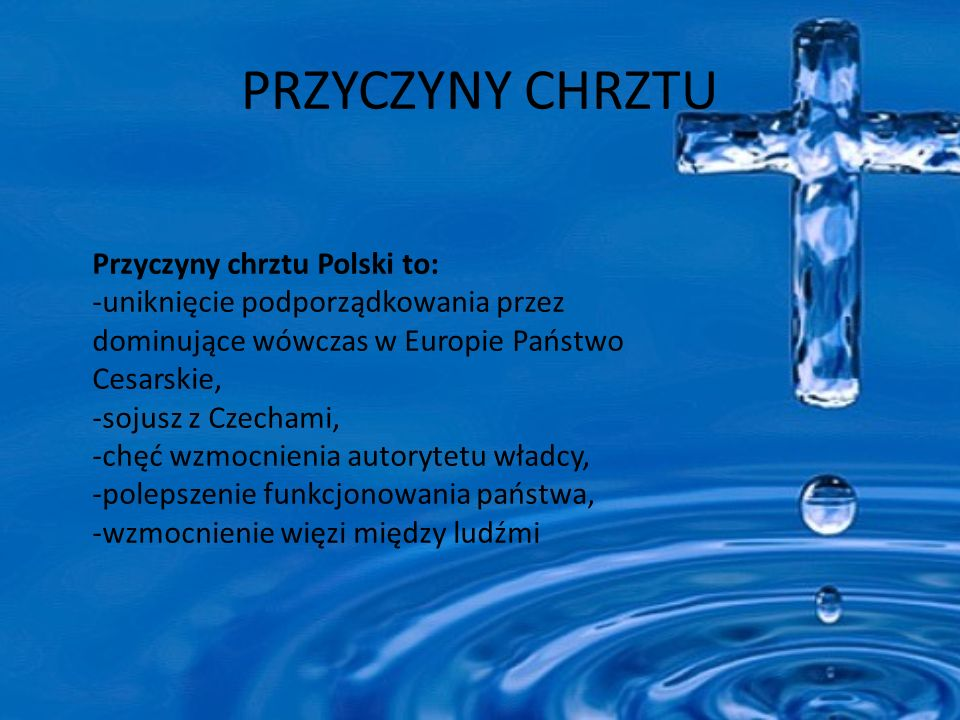 PRZYCZYNY CHRZTU
Przyczyny chrztu Polski to:
-uniknięcie podporządkowania przez
dominujące wówczas w Europie Państwo
Cesarskie,
-sojusz z Czechami,
-chęć wzmocnienia autorytetu władcy,
-polepszenie funkcjonowania państwa,
-wzmocnienie więzi między ludźmi